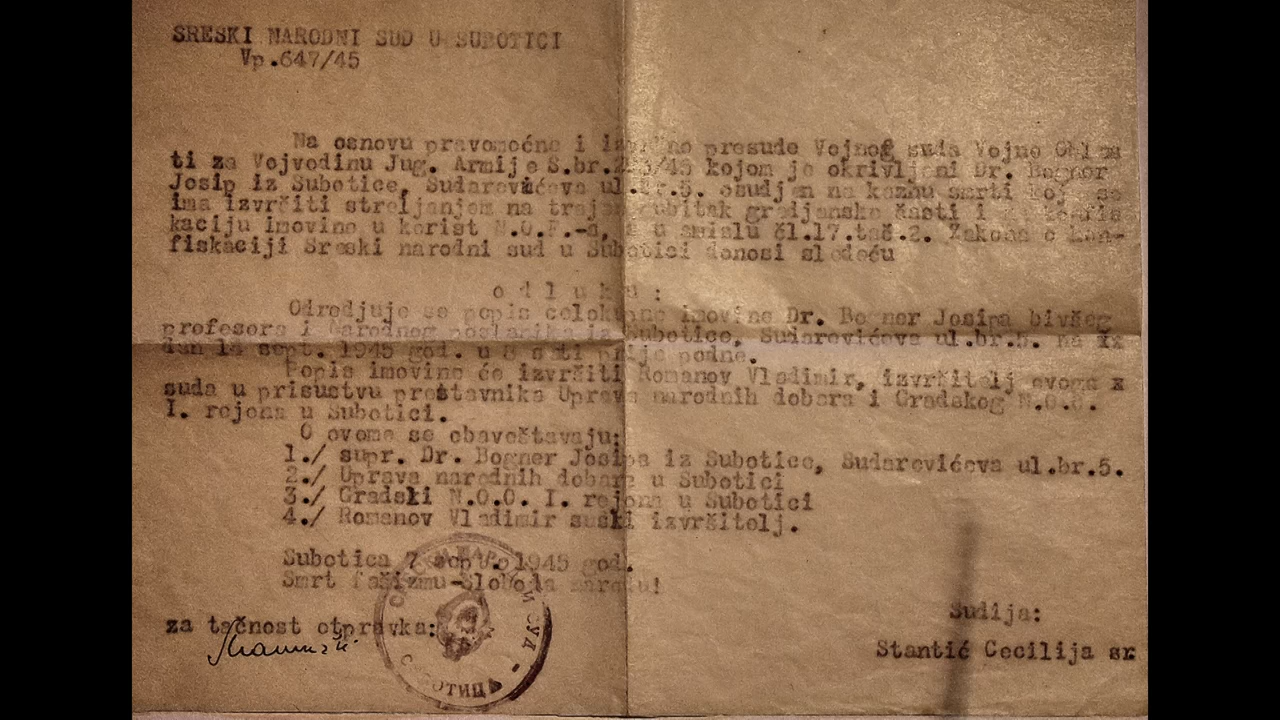 SRESKI NARODNI SUD U SUBOTICI
Vp.647/45
Na osnovu pravomoćne i presude Vojnog suda Vojne Oblas
ti za Vojvodinu Jug. Armije S.br. kojom je okrivljeni Dr. Bogner
Josip iz Subotice, Sudarevićeva ul.br.5. osudjen na kaznu smrti koj se
ima izvršiti streljanjem na gubitak gradjanske časti i konfis
kaciju imovine u korist N.O.F.-a, a u smislu čl.17.tač.2. Zakona o kon-
fiskaciji Sreski narodni sud u Subotici donosi sledeću
o d l u k u :
Odredjuje se popis celokupne imovine Dr. Bogner Josipa bivšeg
profesora i narodnog poslanika iz Subotice, Sudarevićeva ul.br.5. na
dan 14 sept. 1945 god. u 8 sati prije podne.
Popis imovine će izvršiti Romanov Vladimir, izvršitelj ovoga
suda u prisustvu pretstavnika Uprave narodnih dobara i Gradskog N.O.O.
I. rejona u Subotici.
O ovome se obaveštavaju:
1./ supr. Dr. Bogner Josipa iz Subotice, Sudarevićeva ul.br.5.
2./ Uprava narodnih dobara u Subotici
3./ Gradski N.O.O. I. rejona u Subotici
4./ Romanov Vladimir sudski izvršitelj.
Subotica 7 sept. 1945 god.
Smrt fašizmu-Sloboda narodu!
za tačnost otpravka:
Sudija:
Stantić Cecilija sr.